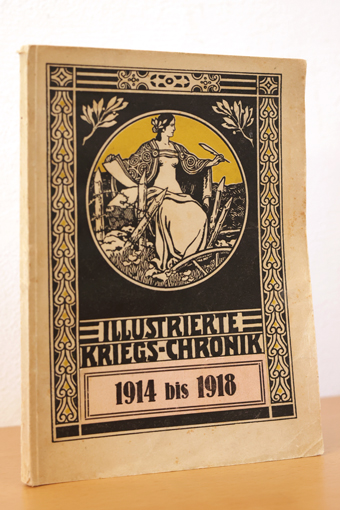 ILLUSTRIERTE
KRIEGS-CHRONIK
1914 bis 1918